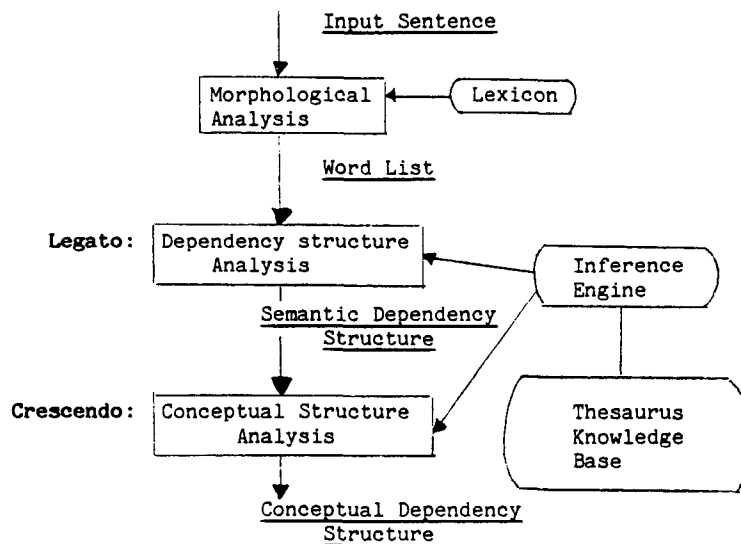 Input Sentence
Morphological
Analysis
Lexicon
Word List
Legato:
Dependency structure
Analysis
Inference
Engine
Semantic Dependency
Structure
Crescendo:
Conceptual Structure
Analysis
Thesaurus
Knowledge
Base
Conceptual Dependency
Structure